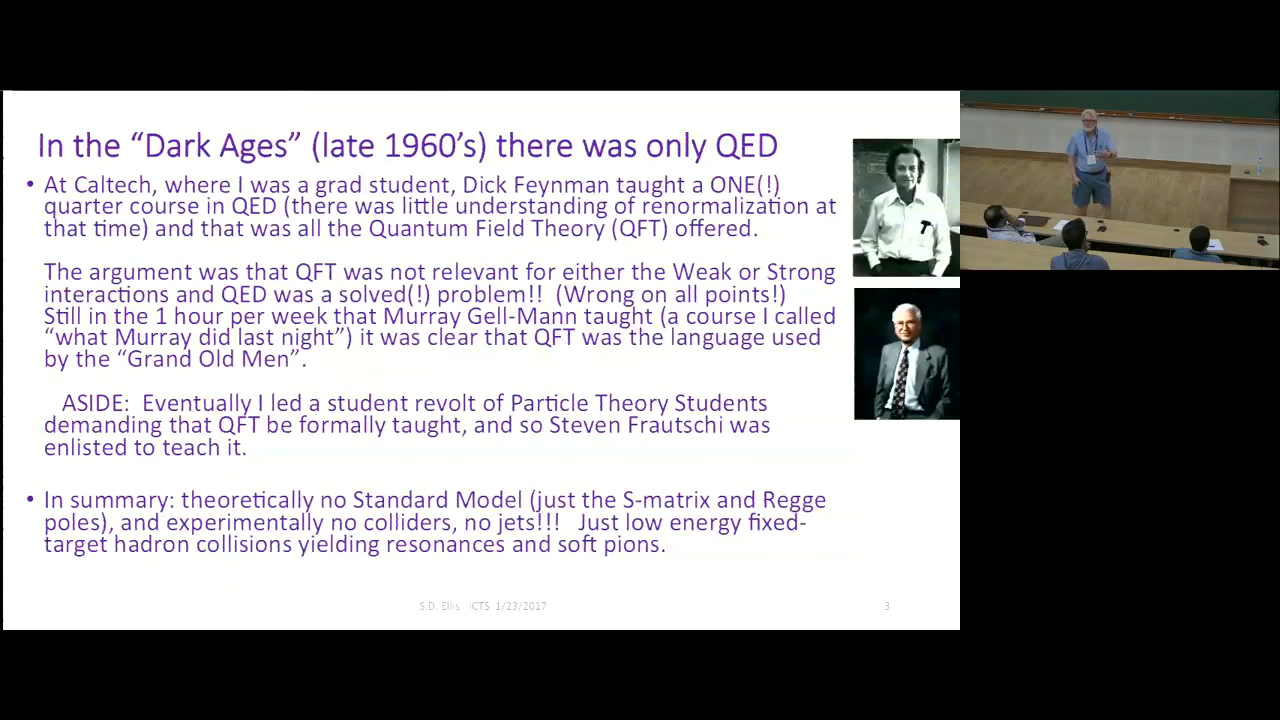 In the “Dark Ages” (late 1960’s) there was only QED
• At Caltech, where I was a grad student, Dick Feynman taught a ONE(!)
quarter course in QED (there was little understanding of renormalization at
that time) and that was all the Quantum Field Theory (QFT) offered.
The argument was that QFT was not relevant for either the Weak or Strong
interactions and QED was a solved(!) problem!! (Wrong on all points!)
Still in the 1 hour per week that Murray Gell-Mann taught (a course I called
“what Murray did last night”) it was clear that QFT was the language used
by the “Grand Old Men”.
ASIDE: Eventually I led a student revolt of Particle Theory Students
demanding that QFT be formally taught, and so Steven Frautschi was
enlisted to teach it.
• In summary: theoretically no Standard Model (just the S-matrix and Regge
poles), and experimentally no colliders, no jets!!! Just low energy fixed-
target hadron collisions yielding resonances and soft pions.
S.D. Ellis ICTS 1/23/2017
3